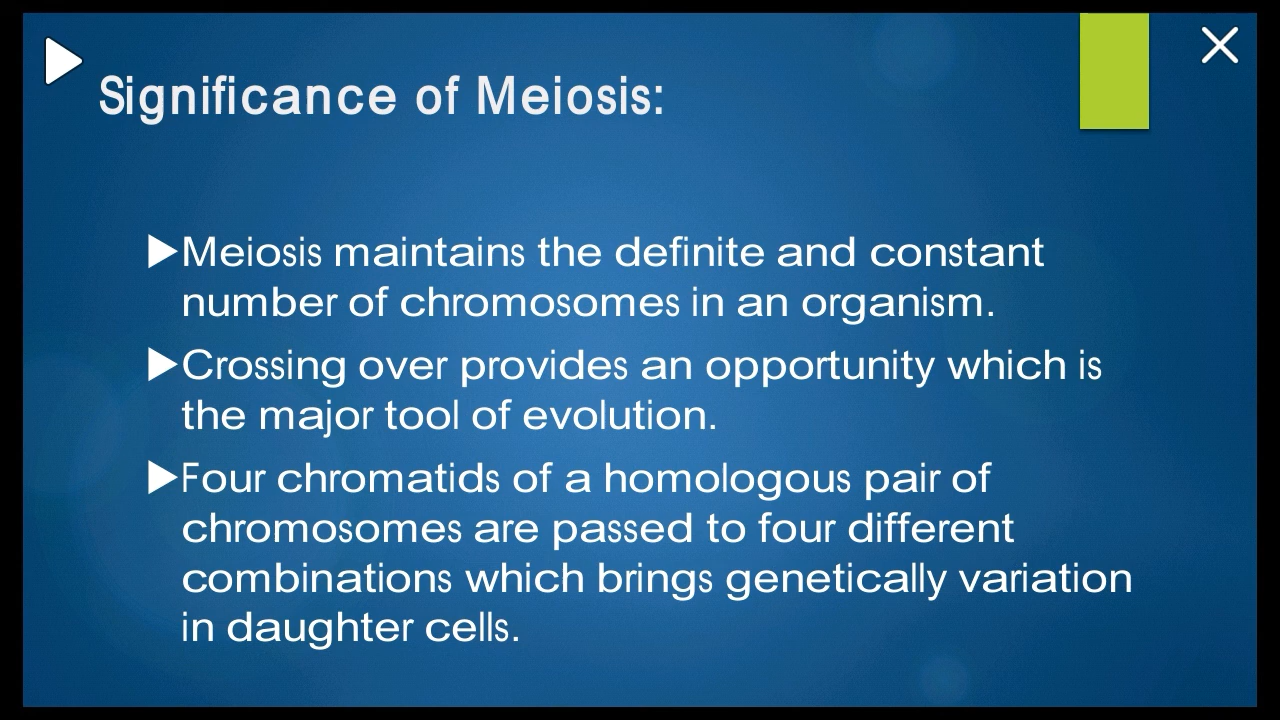 Significance of Meiosis:
Meiosis maintains the definite and constant
number of chromosomes in an organism.
Crossing over provides an opportunity which is
the major tool of evolution.
Four chromatids of a homologous pair of
chromosomes are passed to four different
combinations which brings genetically variation
in daughter cells.